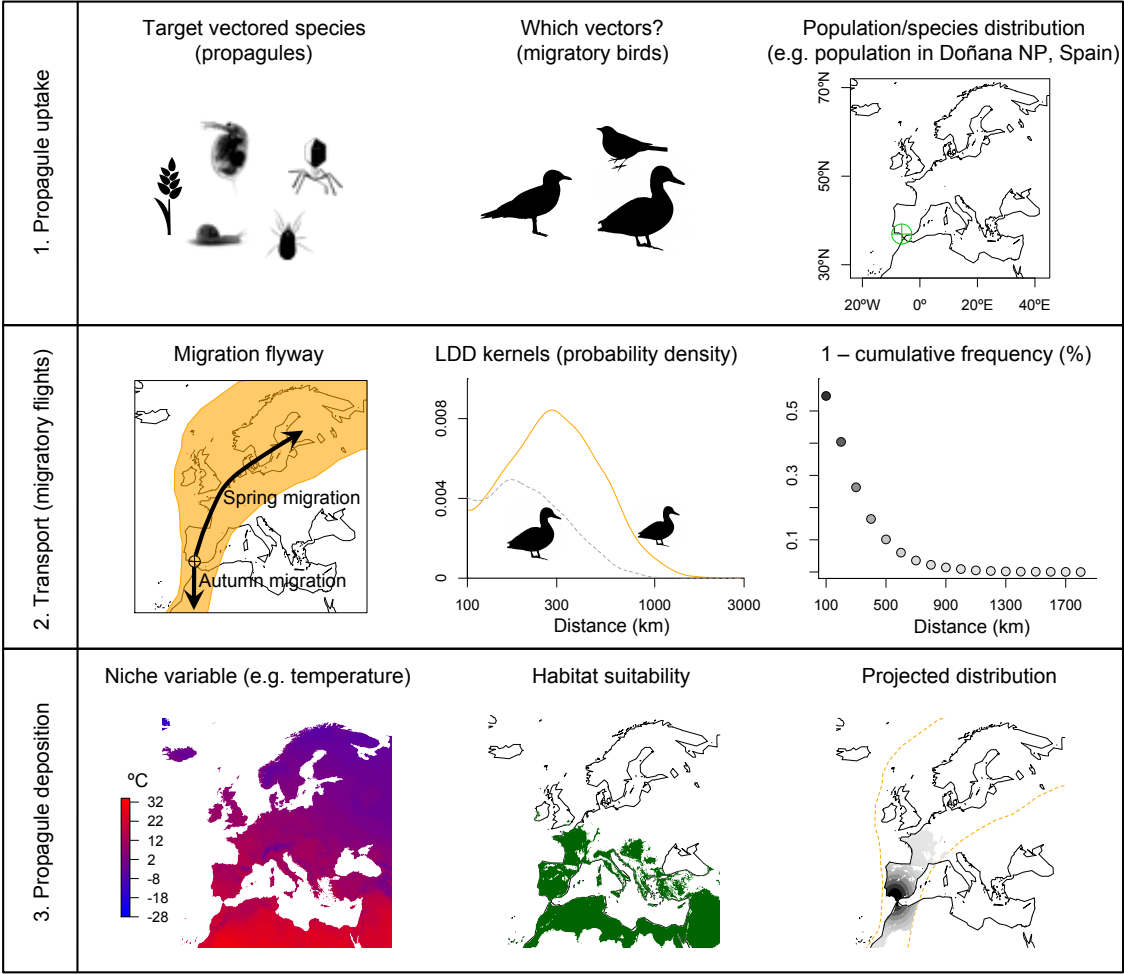 1. Propagule uptake
Target vectored species
(propagules)
Which vectors?
(migratory birds)
Population/species distribution
(e.g. population in Doñana NP, Spain)
70ºN
50ºN
30ºN
20ºW
0º
20ºE
40ºE
2. Transport (migratory flights)
Migration flyway
Spring migration
Autumn migration
LDD kernels (probability density)
0.008
0.004
0
100
300
1000
3000
Distance (km)
1 – cumulative frequency (%)
0.5
0.3
0.1
100
500
900
1300
1700
Distance (km)
3. Propagule deposition
Niche variable (e.g. temperature)
ºC
32
22
12
2
-8
-18
-28
Habitat suitability
Projected distribution